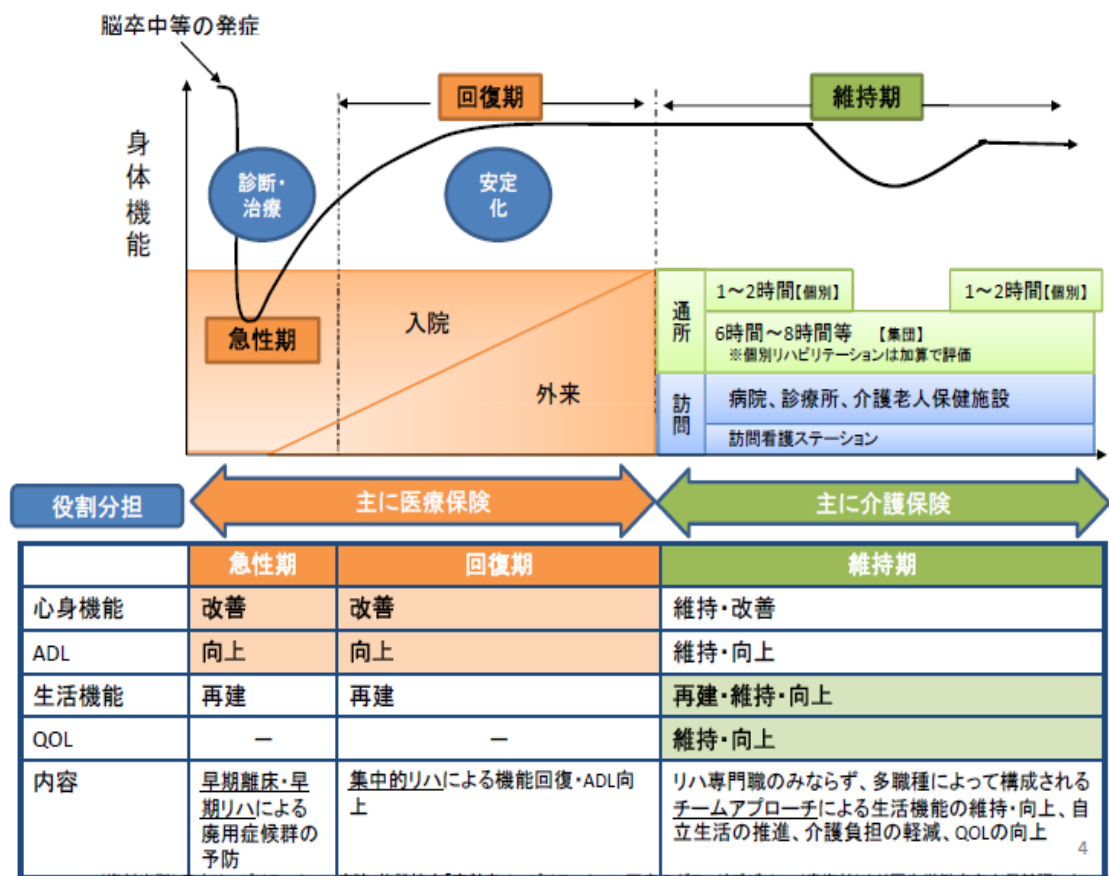 脳卒中等の発症
身体機能
回復期
維持期
診断・
治療
安定
化
急性期
入院
外来
通所
1～2時間【個別】
1～2時間【個別】
6時間～8時間等 【集団】
※個別リハビリテーションは加算で評価
訪問
病院、診療所、介護老人保健施設
訪問看護ステーション
役割分担
主に医療保険
主に介護保険
急性期 回復期 維持期
心身機能 改善 改善 維持・改善
ADL 向上 向上 維持・向上
生活機能 再建 再建 再建・維持・向上
QOL － － 維持・向上
内容
早期離床・早
期リハによる
廃用症候群の
予防
集中的リハによる機能回復・ADL向
上
リハ専門職のみならず、多職種によって構成される
チームアプローチによる生活機能の維持・向上、自
立生活の推進、介護負担の軽減、QOLの向上
4